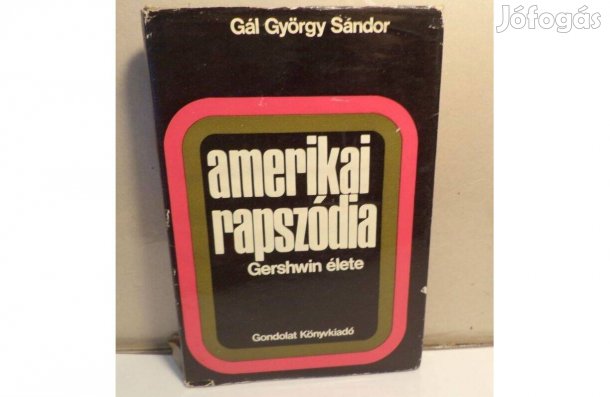 Jófogás
Gál György Sándor
amerikai
rapszódia
Gershwin élete
Gondolat Könyvkiadó